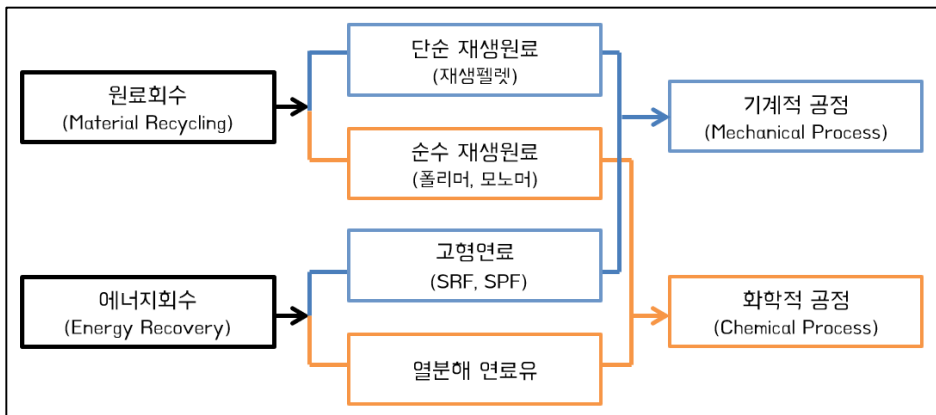 원료회수
(Material Recycling)
단순 재생원료
(재생펠렛)
순수 재생원료
(폴리머, 모노머)
기계적 공정
(Mechanical Process)
에너지회수
(Energy Recovery)
고형연료
(SRF, SPF)
열분해 연료유
화학적 공정
(Chemical Process)